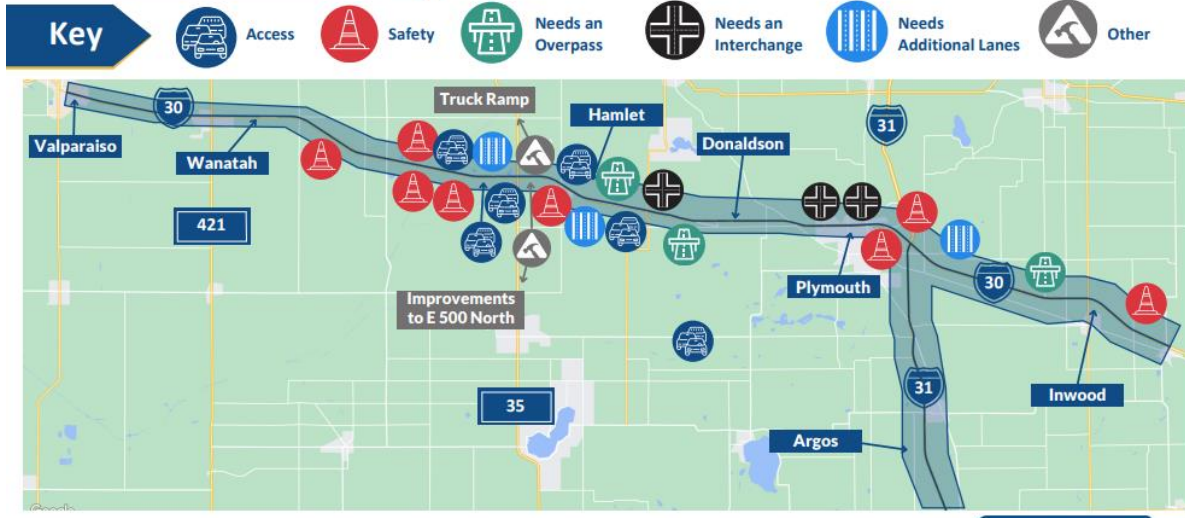 Key
Access
Safety
Needs an
Overpass
Needs an
Interchange
Needs
Additional Lanes
Other
Truck Ramp
30
31
Hamlet
Valparaiso
Wanatah
Donaldson
421
Plymouth
30
Improvements
to E 500 North
31
Inwood
35
Argos